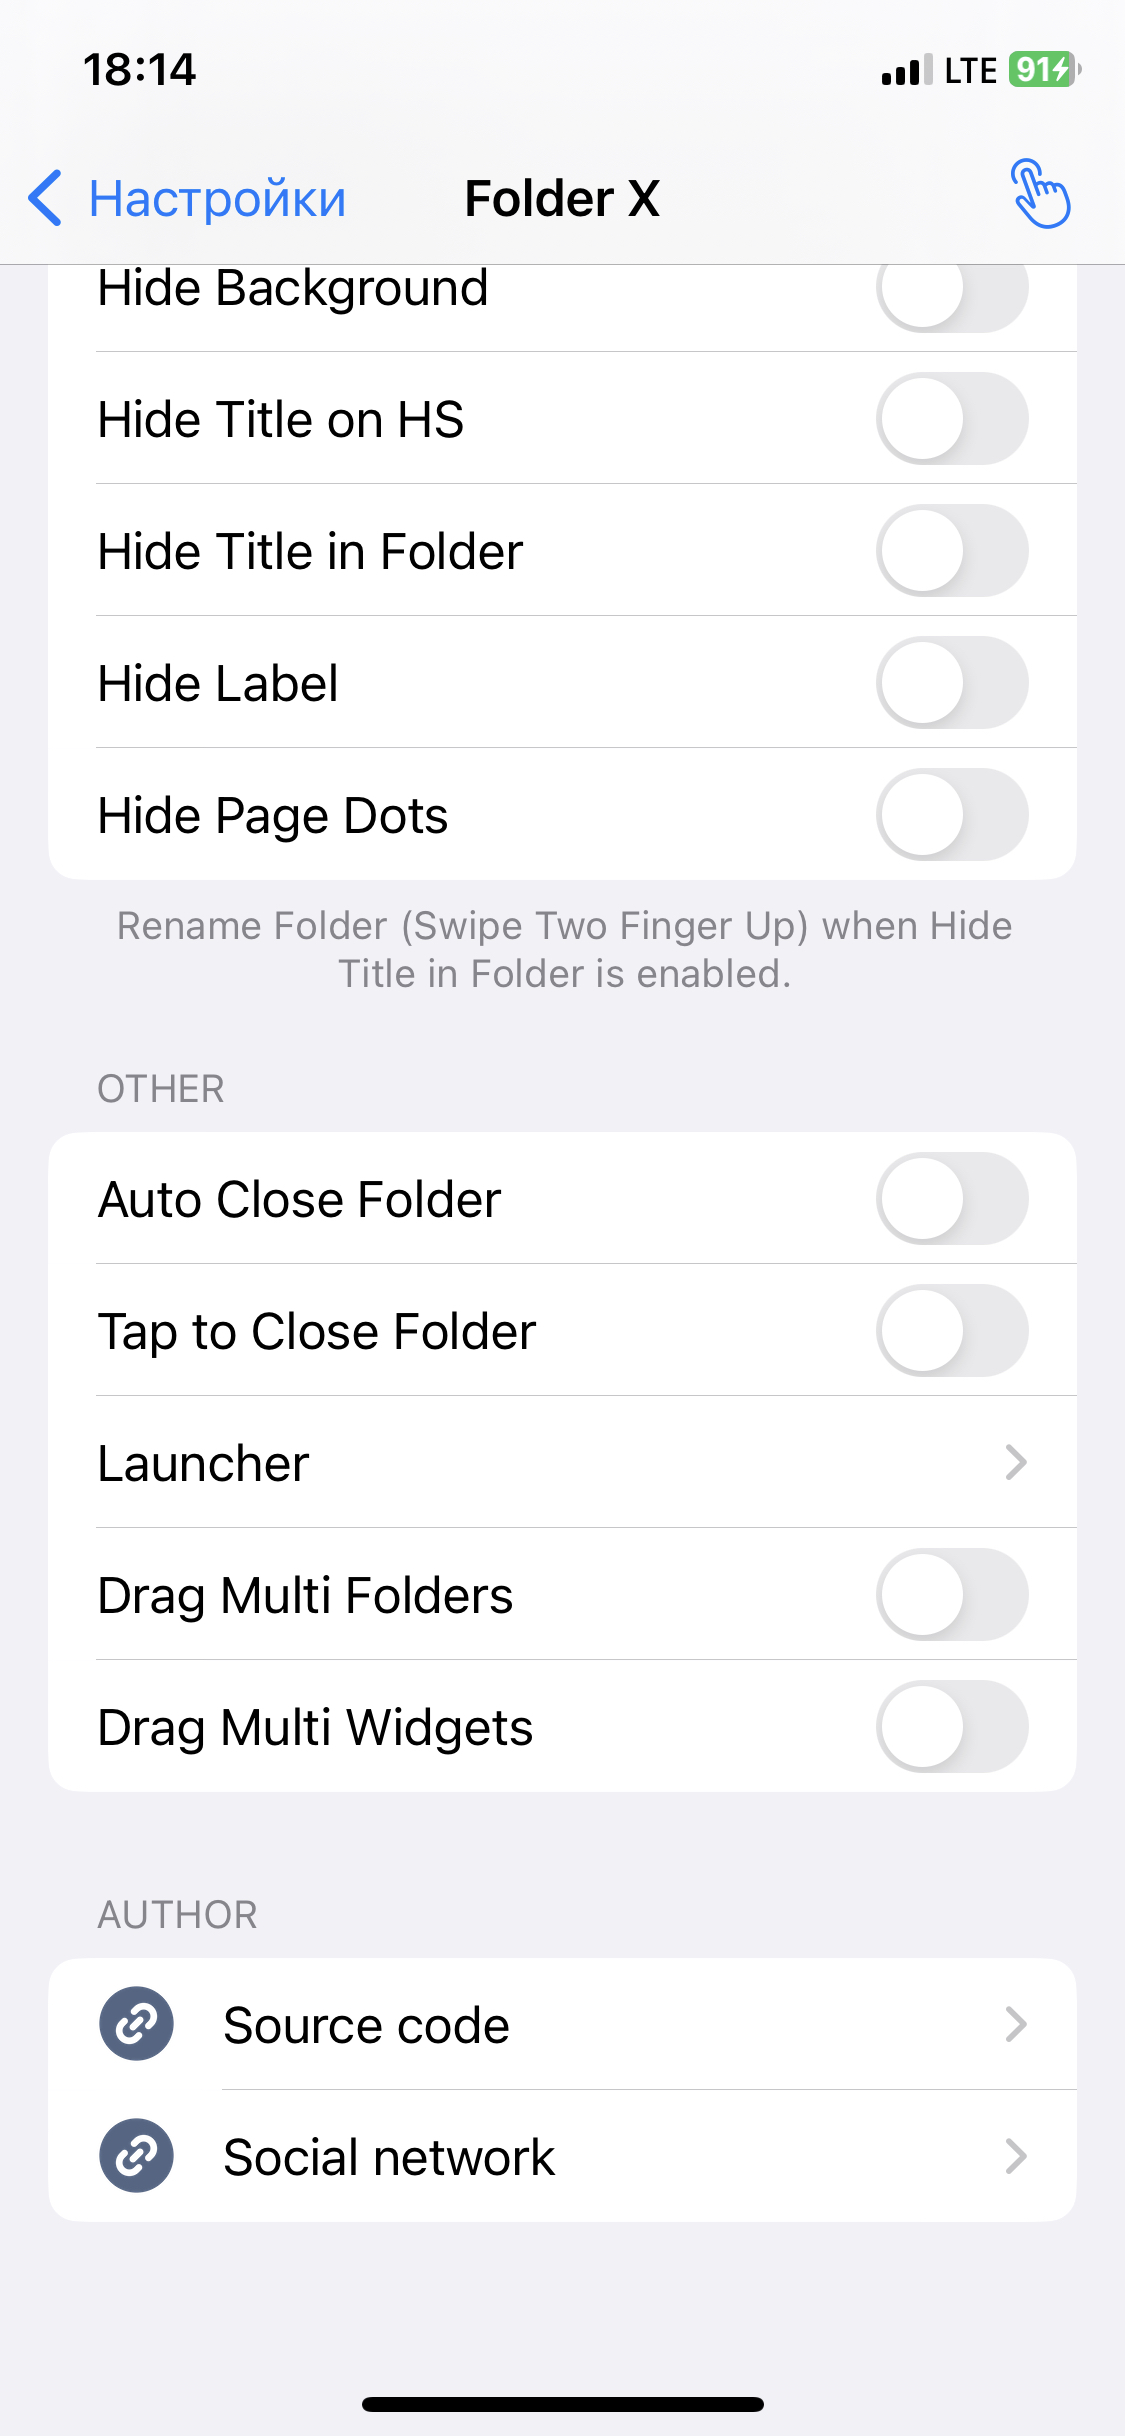 18:14
LTE 91
Настройки
Folder X
Hide Background
Hide Title on HS
Hide Title in Folder
Hide Label
Hide Page Dots
Rename Folder (Swipe Two Finger Up) when Hide
Title in Folder is enabled.
OTHER
Auto Close Folder
Tap to Close Folder
Launcher
Drag Multi Folders
Drag Multi Widgets
AUTHOR
Source code
Social network